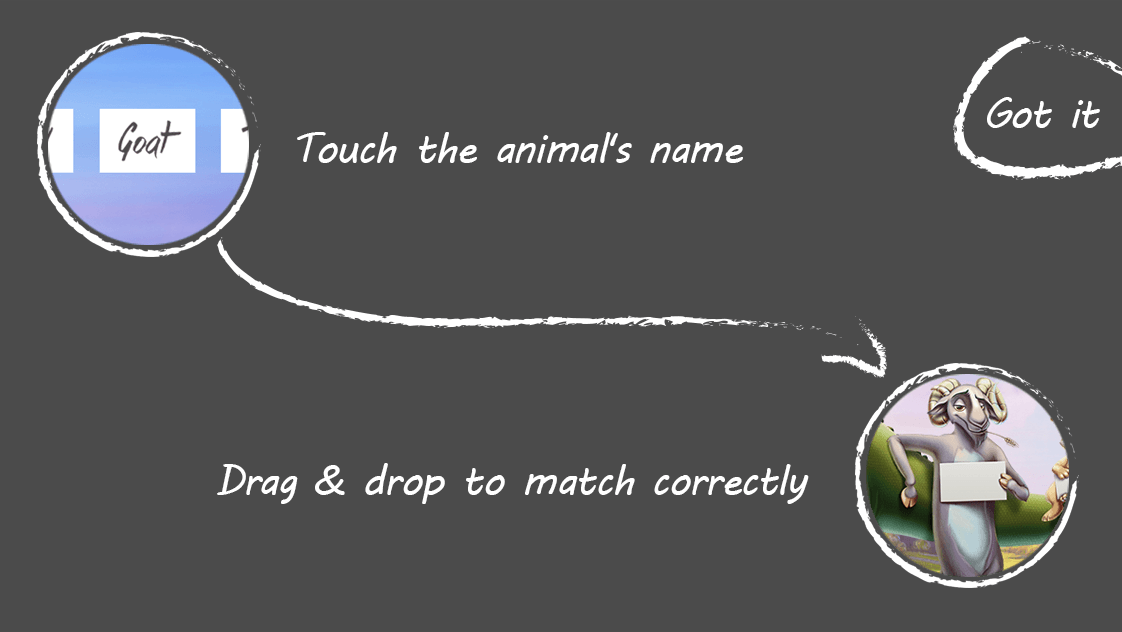 Goat
Touch the animal's name
Got it
Drag & drop to match correctly